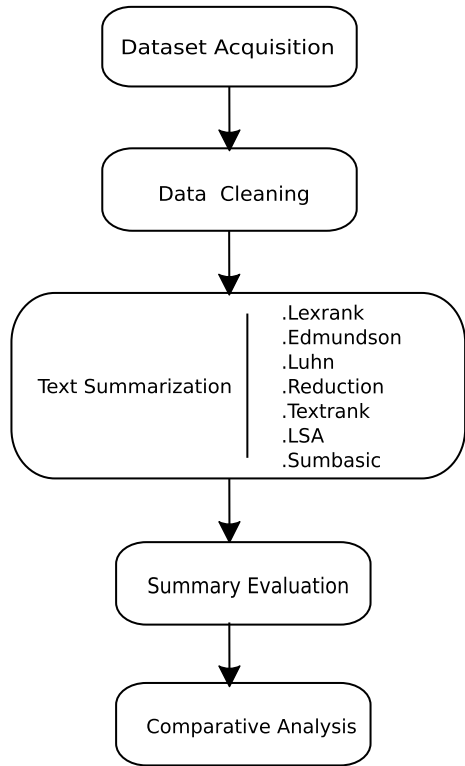 Dataset Acquisition
Data Cleaning
Text Summarization
.Lexrank
.Edmundson
.Luhn
.Reduction
.Textrank
.LSA
.Sumbasic
Summary Evaluation
Comparative Analysis